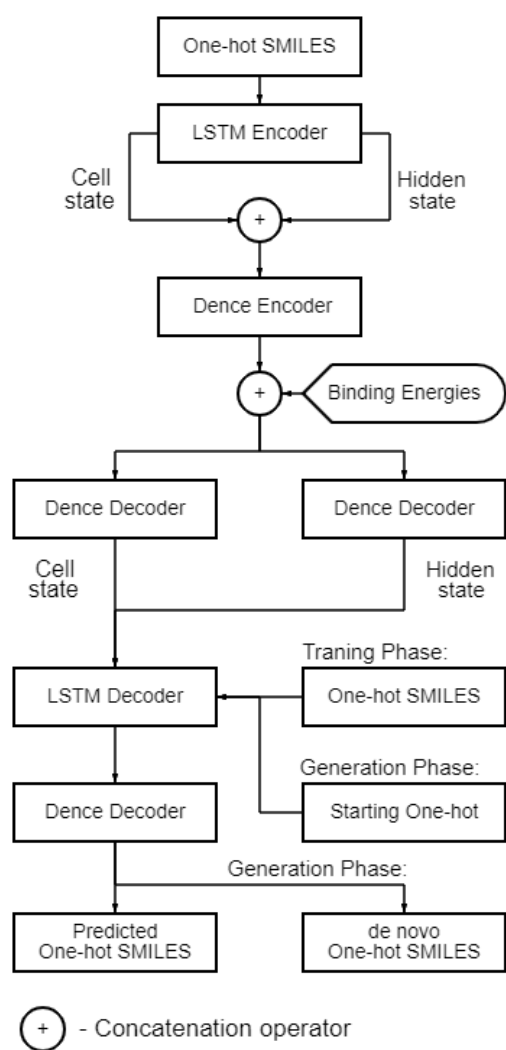 One-hot SMILES
LSTM Encoder
Cell
state
Hidden
state
+
Dence Encoder
+
Binding Energies
Dence Decoder
Dence Decoder
Cell
state
Hidden
state
Traning Phase:
LSTM Decoder
One-hot SMILES
Generation Phase:
Dence Decoder
Starting One-hot
Generation Phase:
Predicted
One-hot SMILES
de novo
One-hot SMILES
+ - Concatenation operator